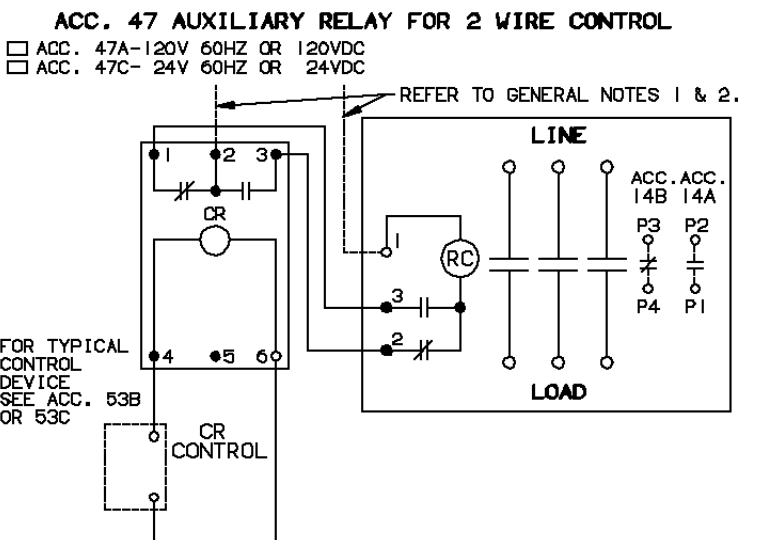 ACC. 47 AUXILIARY RELAY FOR 2 WIRE CONTROL
ACC. 47A-120V 60HZ OR 120VDC
ACC. 47C- 24V 60HZ OR 24VDC
REFER TO GENERAL NOTES 1 & 2.
LINE
1 2 3
ACC. ACC.
14B 14A
CR
P3 P2
1
RC
3
P4 P1
2
FOR TYPICAL
CONTROL
DEVICE
SEE ACC. 53B
OR 53C
4 5 6
LOAD
CR
CONTROL